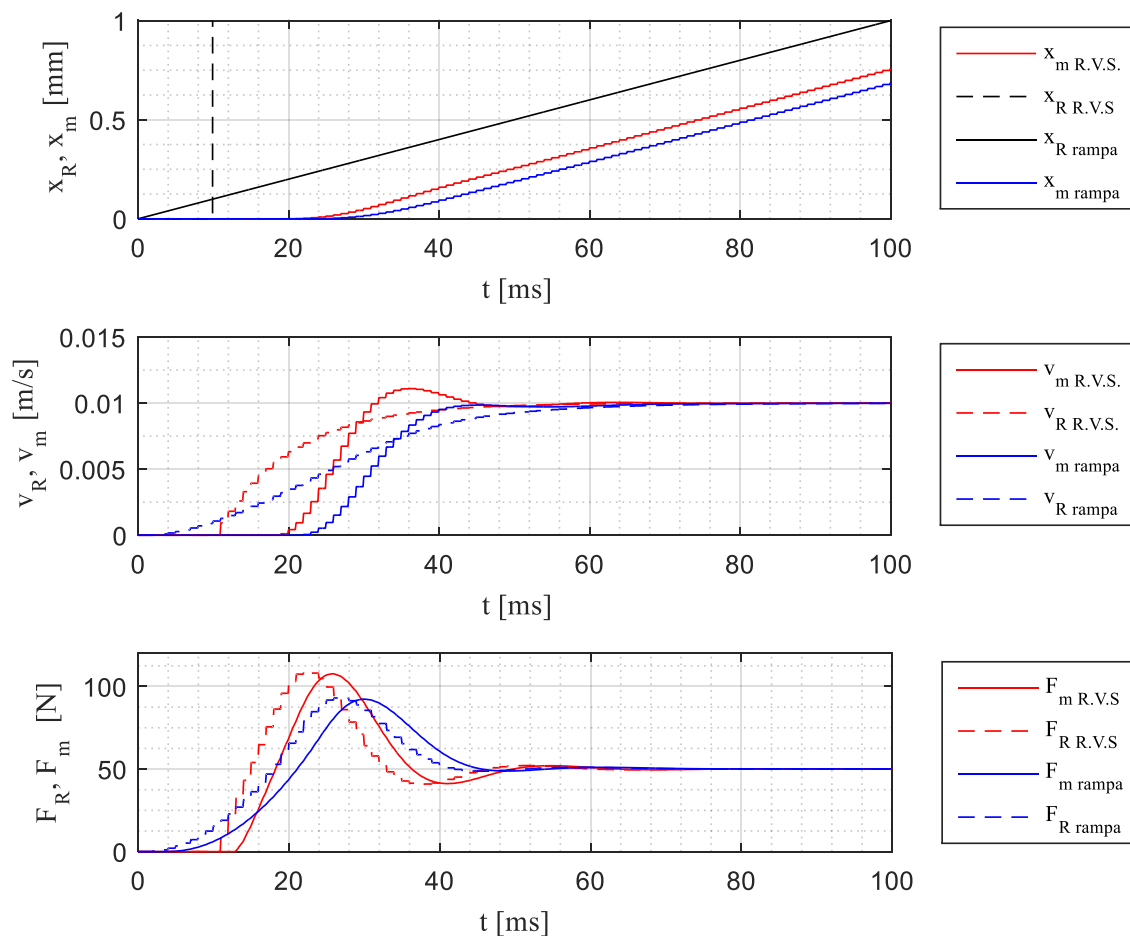 x_R, x_m [mm]
1
0.5
0
0 20 40 60 80 100
t [ms]
x_m R.V.S.
x_R R.V.S
x_R rampa
x_m rampa
v_R, v_m [m/s]
0.015
0.01
0.005
0
0 20 40 60 80 100
t [ms]
v_m R.V.S.
v_R R.V.S.
v_m rampa
v_R rampa
F_R, F_m [N]
100
50
0
0 20 40 60 80 100
t [ms]
F_m R.V.S
F_R R.V.S
F_m rampa
F_R rampa